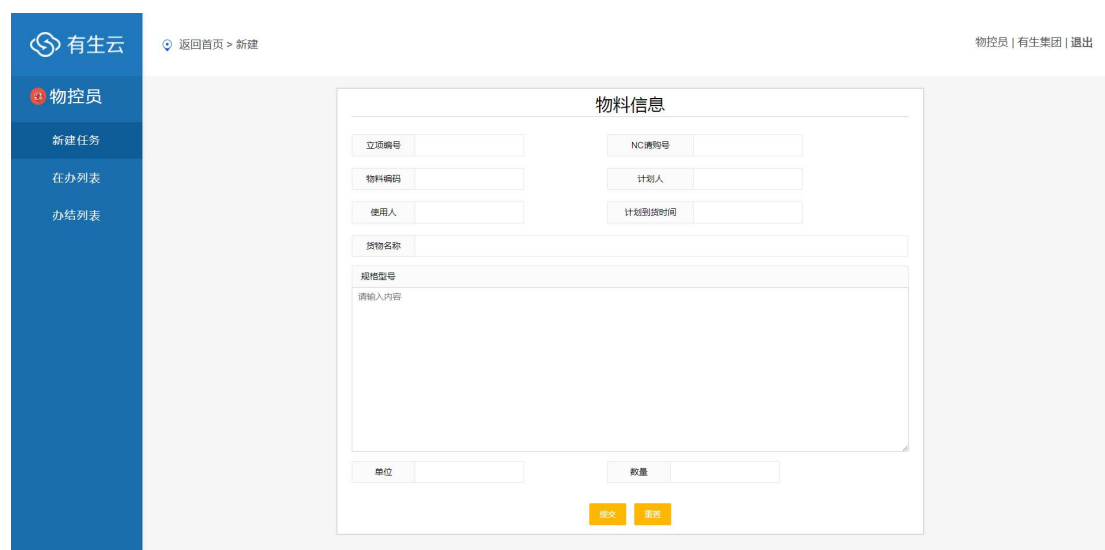 有生云
返回首页 > 新建
物控员 | 有生集团 | 退出
物控员
新建任务
在办列表
办结列表
物料信息
立项编号
NC请购号
物料编码
计划人
使用人
计划到货时间
货物名称
规格型号
请输入内容
单位
数量
提交
重置